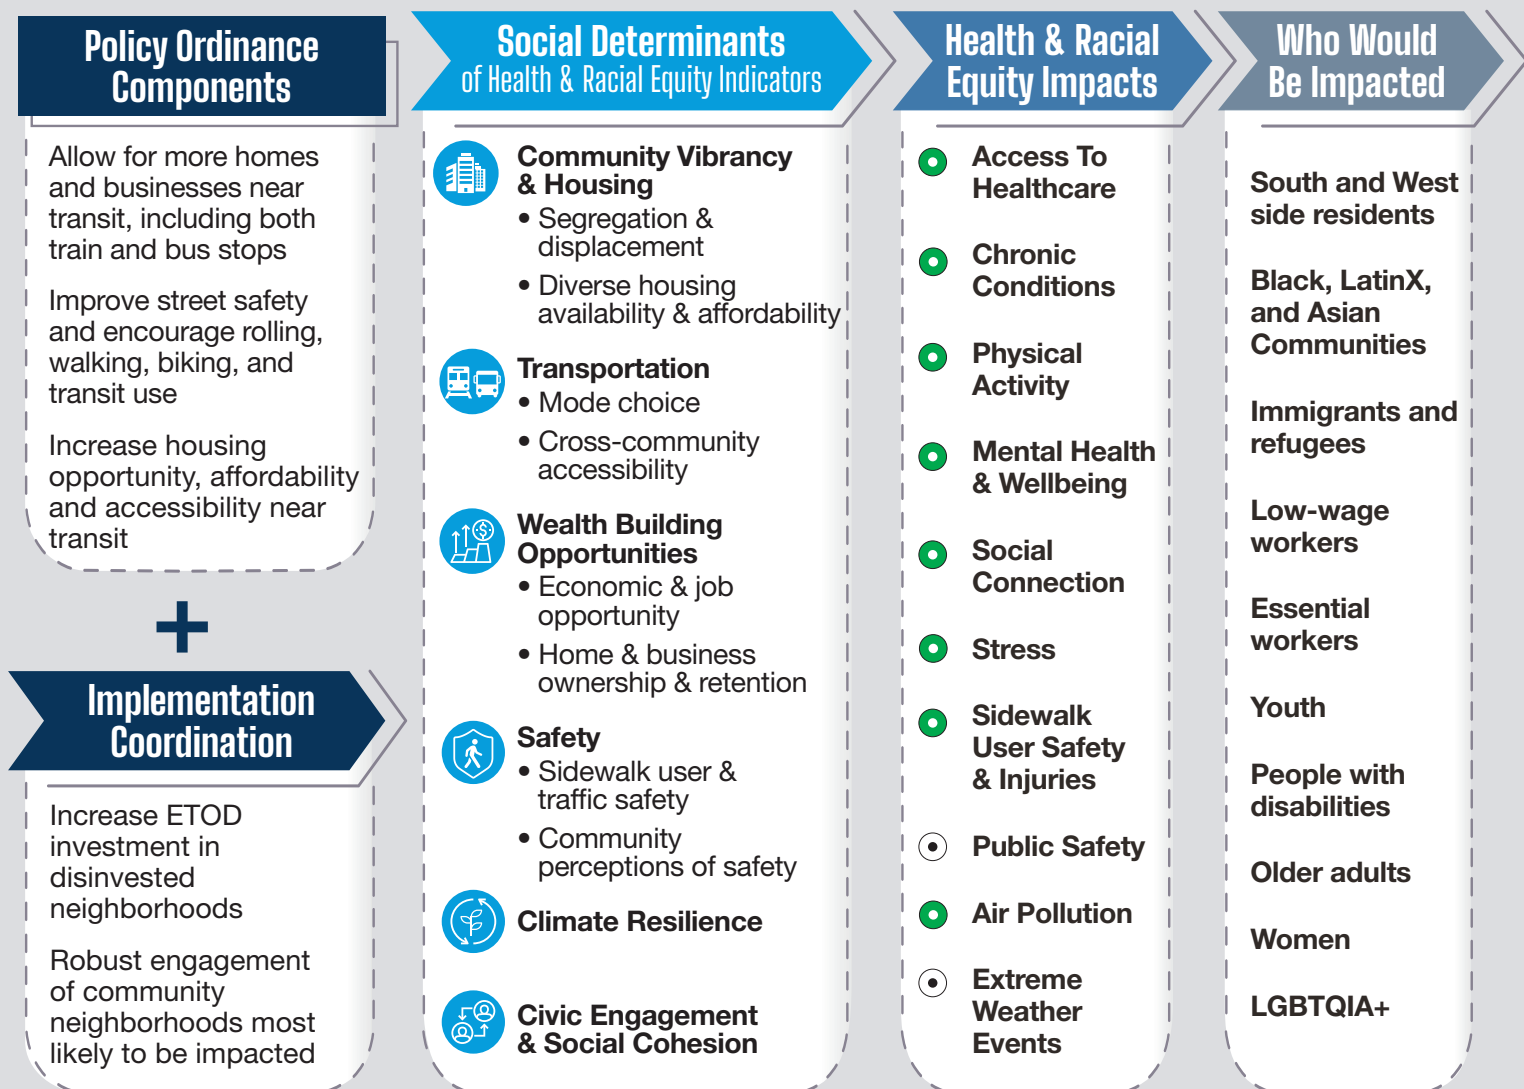 Policy Ordinance
Components
Allow for more homes
and businesses near
transit, including both
train and bus stops
Improve street safety
and encourage rolling,
walking, biking, and
transit use
Increase housing
opportunity, affordability
and accessibility near
transit
+
Implementation
Coordination
Increase ETOD
investment in
disinvested
neighborhoods
Robust engagement
of community
neighborhoods most
likely to be impacted
Social Determinants
of Health & Racial Equity Indicators
Community Vibrancy
& Housing
• Segregation &
displacement
• Diverse housing
availability & affordability
Transportation
• Mode choice
• Cross-community
accessibility
Wealth Building
Opportunities
• Economic & job
opportunity
• Home & business
ownership & retention
Safety
• Sidewalk user &
traffic safety
• Community
perceptions of safety
Climate Resilience
Civic Engagement
& Social Cohesion
Health & Racial
Equity Impacts
Access To
Healthcare
Chronic
Conditions
Physical
Activity
Mental Health
& Wellbeing
Social
Connection
Stress
Sidewalk
User Safety
& Injuries
Public Safety
Air Pollution
Extreme
Weather
Events
Who Would
Be Impacted
South and West
side residents
Black, LatinX,
and Asian
Communities
Immigrants and
refugees
Low-wage
workers
Essential
workers
Youth
People with
disabilities
Older adults
Women
LGBTQIA+